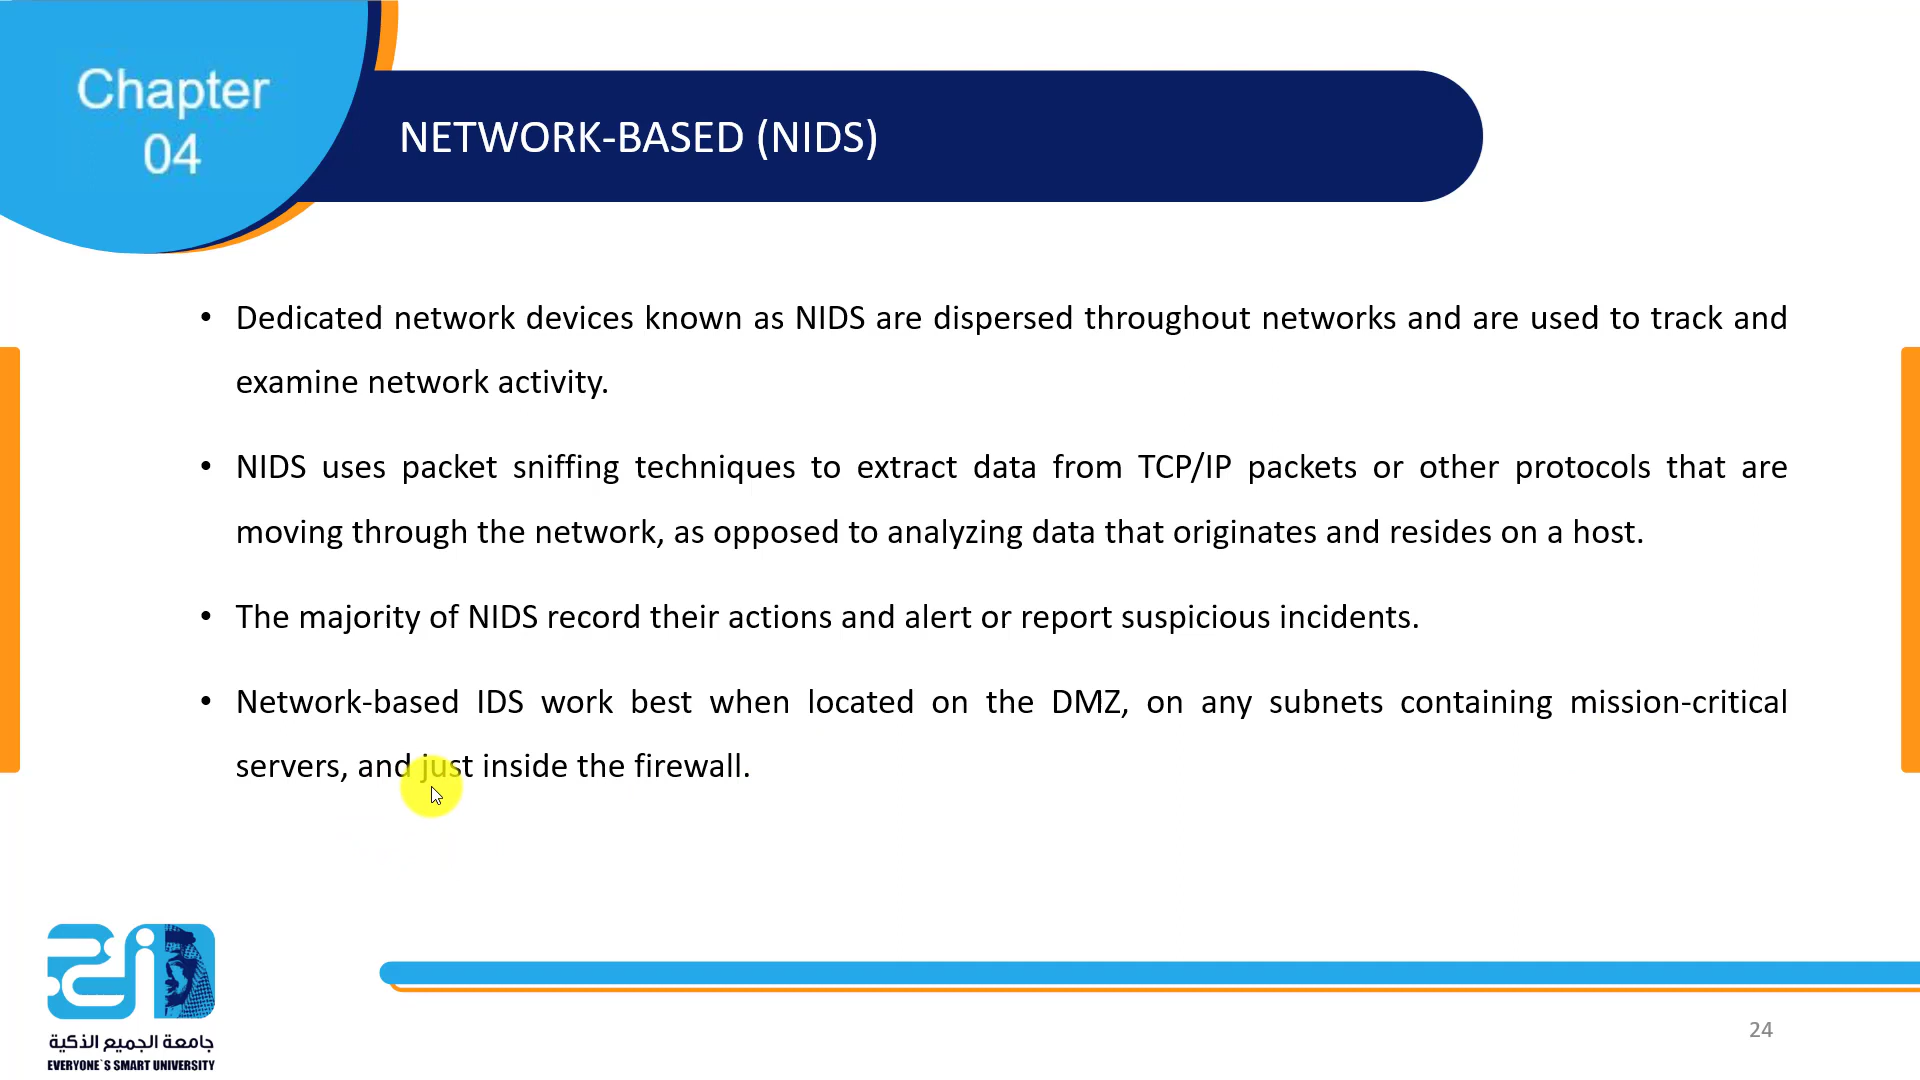 Chapter
04
NETWORK-BASED (NIDS)
• Dedicated network devices known as NIDS are dispersed throughout networks and are used to track and
examine network activity.
• NIDS uses packet sniffing techniques to extract data from TCP/IP packets or other protocols that are
moving through the network, as opposed to analyzing data that originates and resides on a host.
• The majority of NIDS record their actions and alert or report suspicious incidents.
• Network-based IDS work best when located on the DMZ, on any subnets containing mission-critical
servers, and just inside the firewall.
جامعة الجميع الذكية
EVERYONE`S SMART UNIVERSITY
24